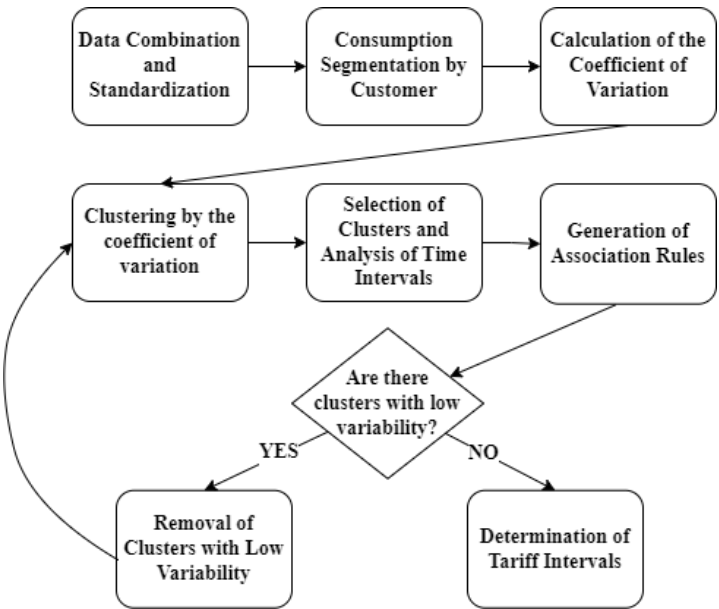 Data Combination
and
Standardization
Consumption
Segmentation by
Customer
Calculation of the
Coefficient of
Variation
Clustering by the
coefficient of
variation
Selection of
Clusters and
Analysis of Time
Intervals
Generation of
Association Rules
Are there
clusters with low
variability?
YES
NO
Removal of
Clusters with Low
Variability
Determination of
Tariff Intervals